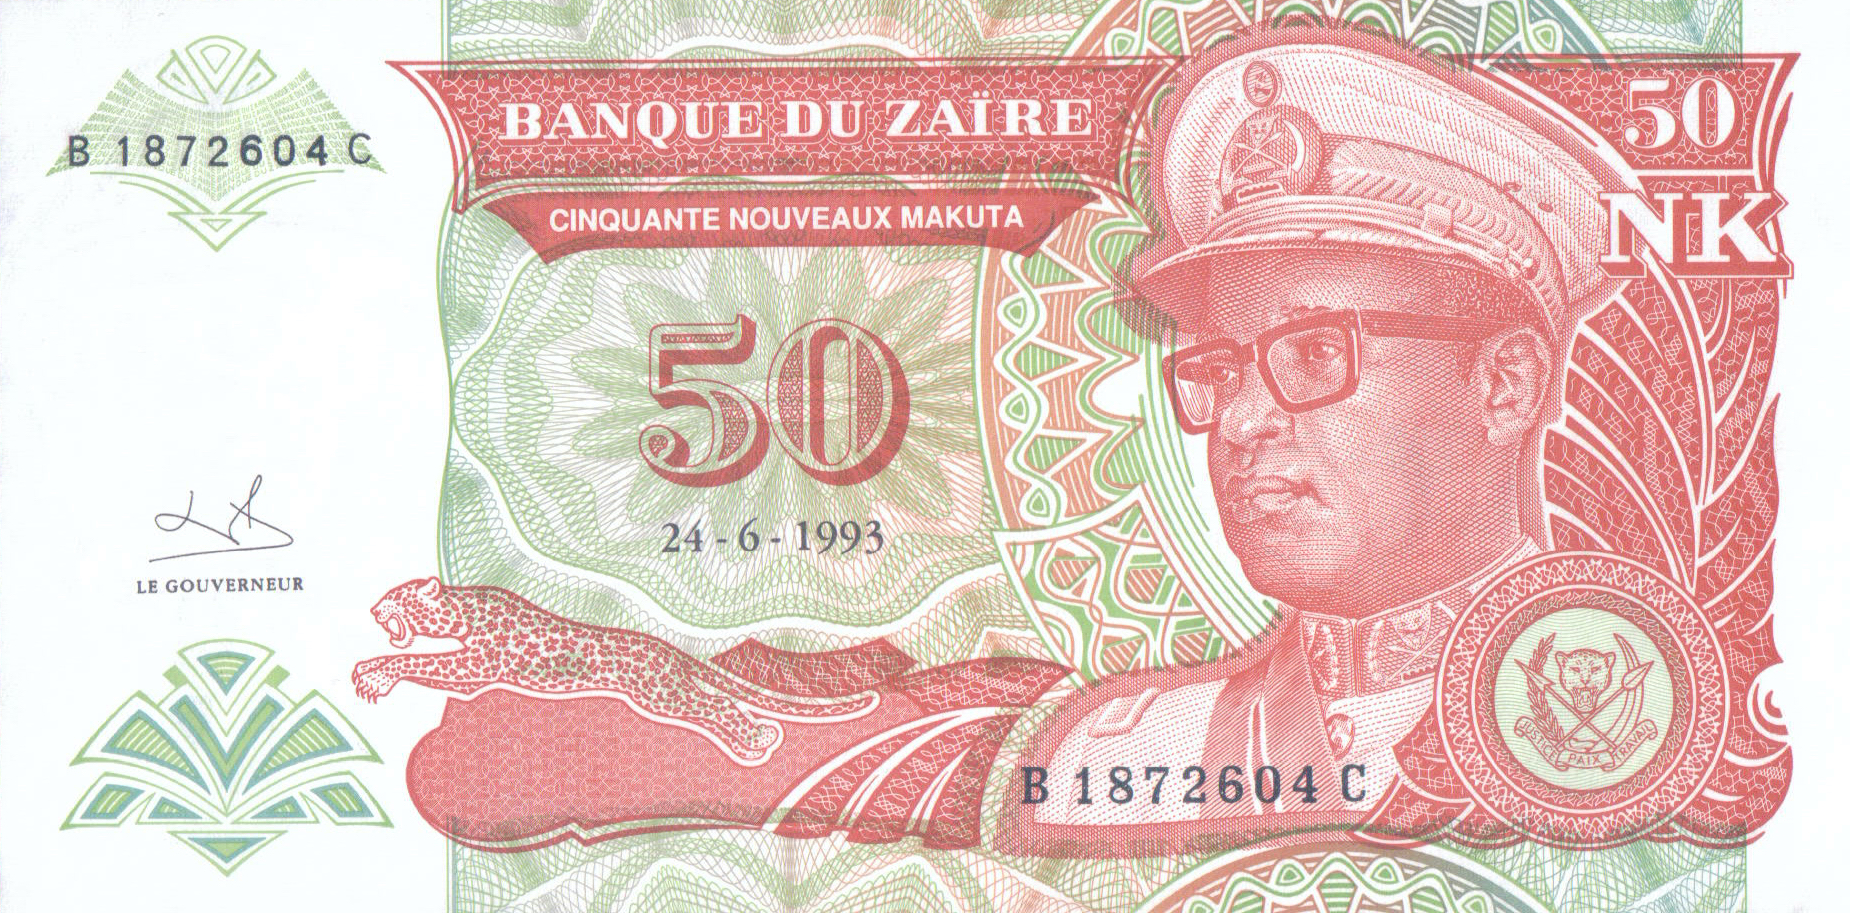 BANQUE DU ZAÏRE
50
NK
B 1872604 C
CINQUANTE NOUVEAUX MAKUTA
50
24 - 6 - 1993
LE GOUVERNEUR
JUSTICE PAIX TRAVAIL
B 1872604 C